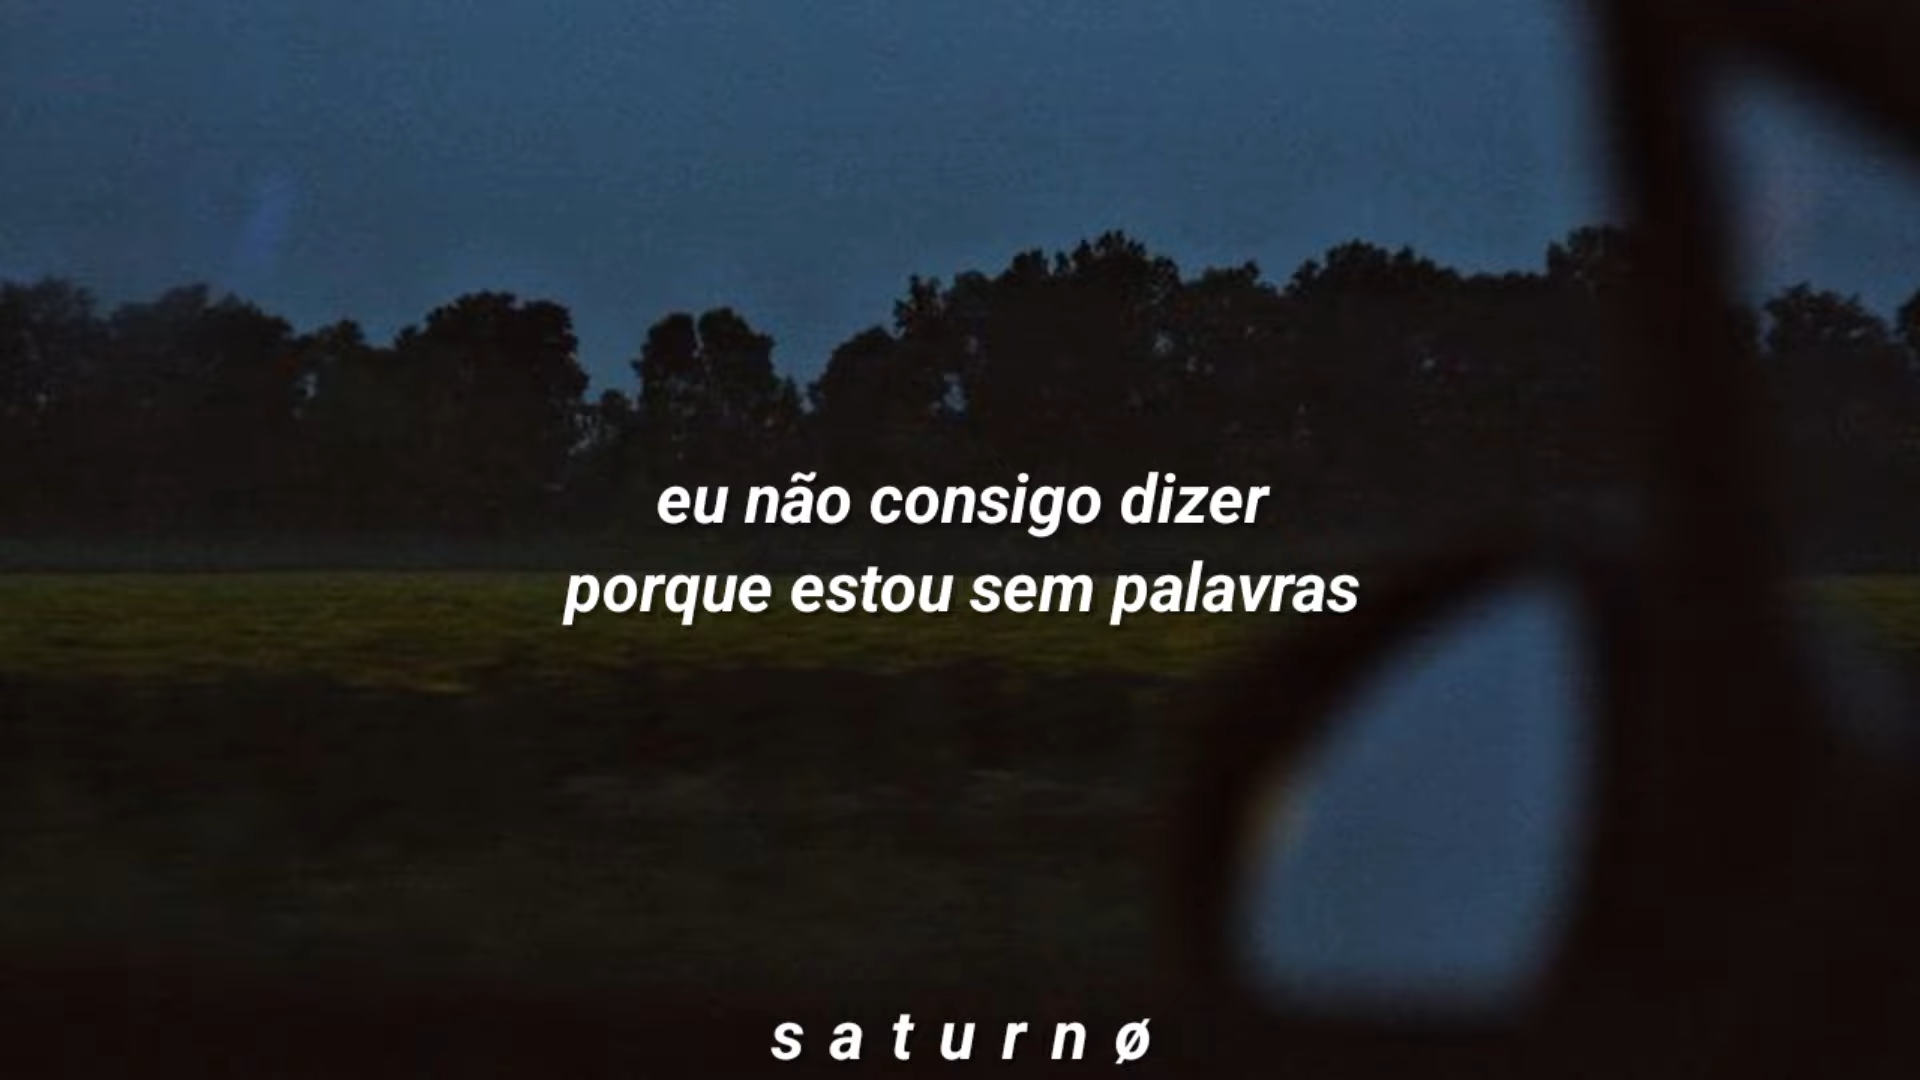 eu não consigo dizer
porque estou sem palavras
s a t u r n ø